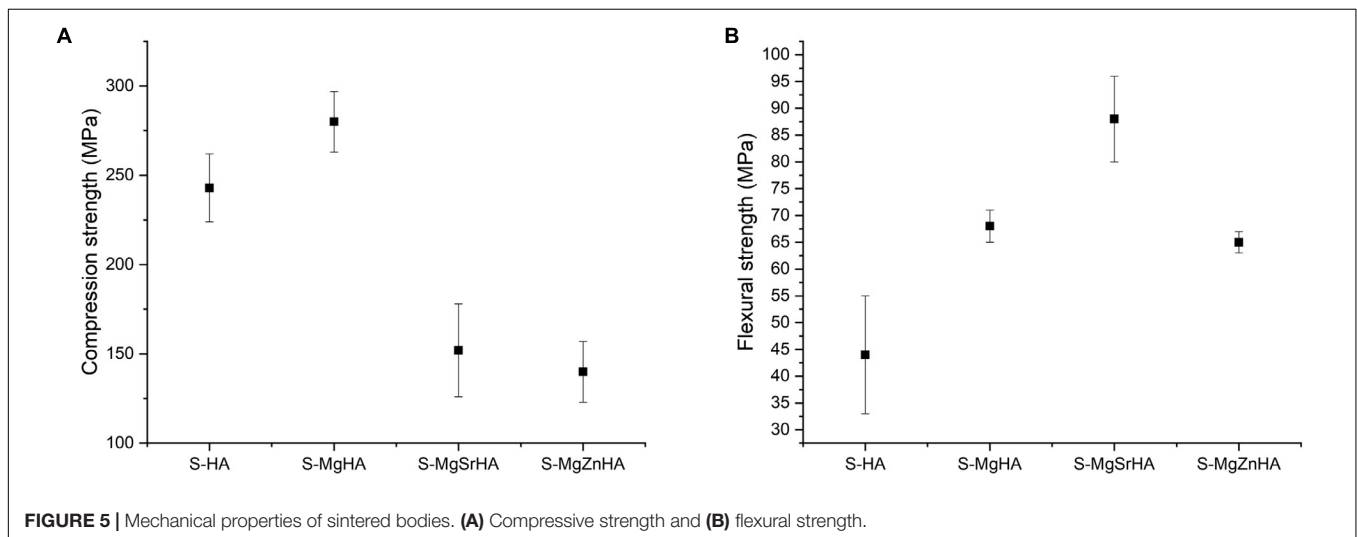 A
Compression strength (MPa)
300
250
200
150
100
S-HA S-MgHA S-MgSrHA S-MgZnHA
B
Flexural strength (MPa)
100
95
90
85
80
75
70
65
60
55
50
45
40
35
30
S-HA S-MgHA S-MgSrHA S-MgZnHA
FIGURE 5 | Mechanical properties of sintered bodies. (A) Compressive strength and (B) flexural strength.